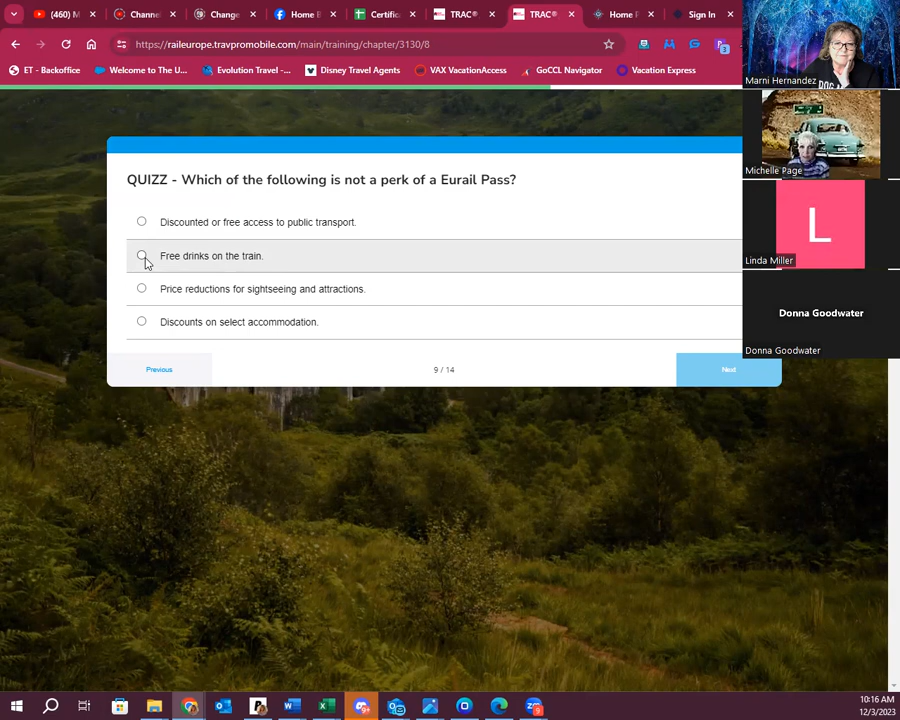 (460) M
Channel
Change
Home B
Certific
TRAC®
TRAC®
Home P
Sign In
https://raileurope.travpromobile.com/main/training/chapter/3130/8
3
ET - Backoffice
Welcome to The U...
Evolution Travel -...
Disney Travel Agents
VAX VacationAccess
GoCCL Navigator
Vacation Express
Marni Hernandez
Michelle Page
L
Linda Miller
Donna Goodwater
Donna Goodwater
QUIZZ - Which of the following is not a perk of a Eurail Pass?
Discounted or free access to public transport.
Free drinks on the train.
Price reductions for sightseeing and attractions.
Discounts on select accommodation.
Previous
9 / 14
Next
10:16 AM
12/3/2023